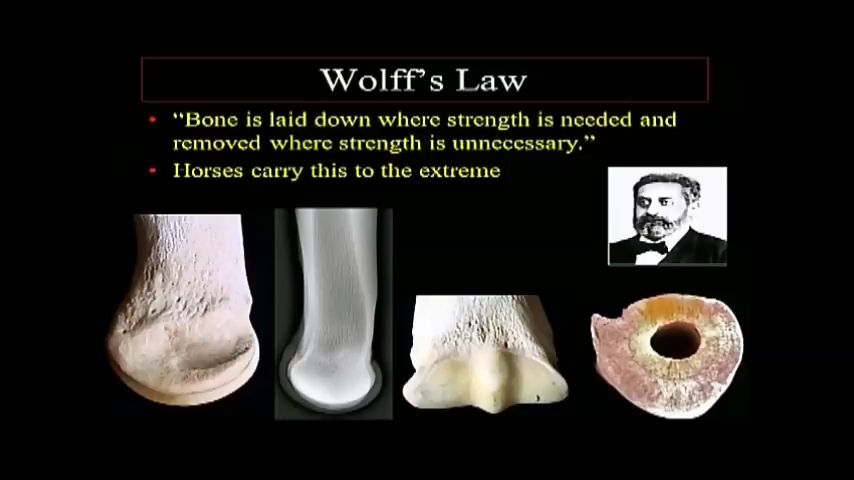 Wolff's Law
• "Bone is laid down where strength is needed and
removed where strength is unnecessary."
• Horses carry this to the extreme